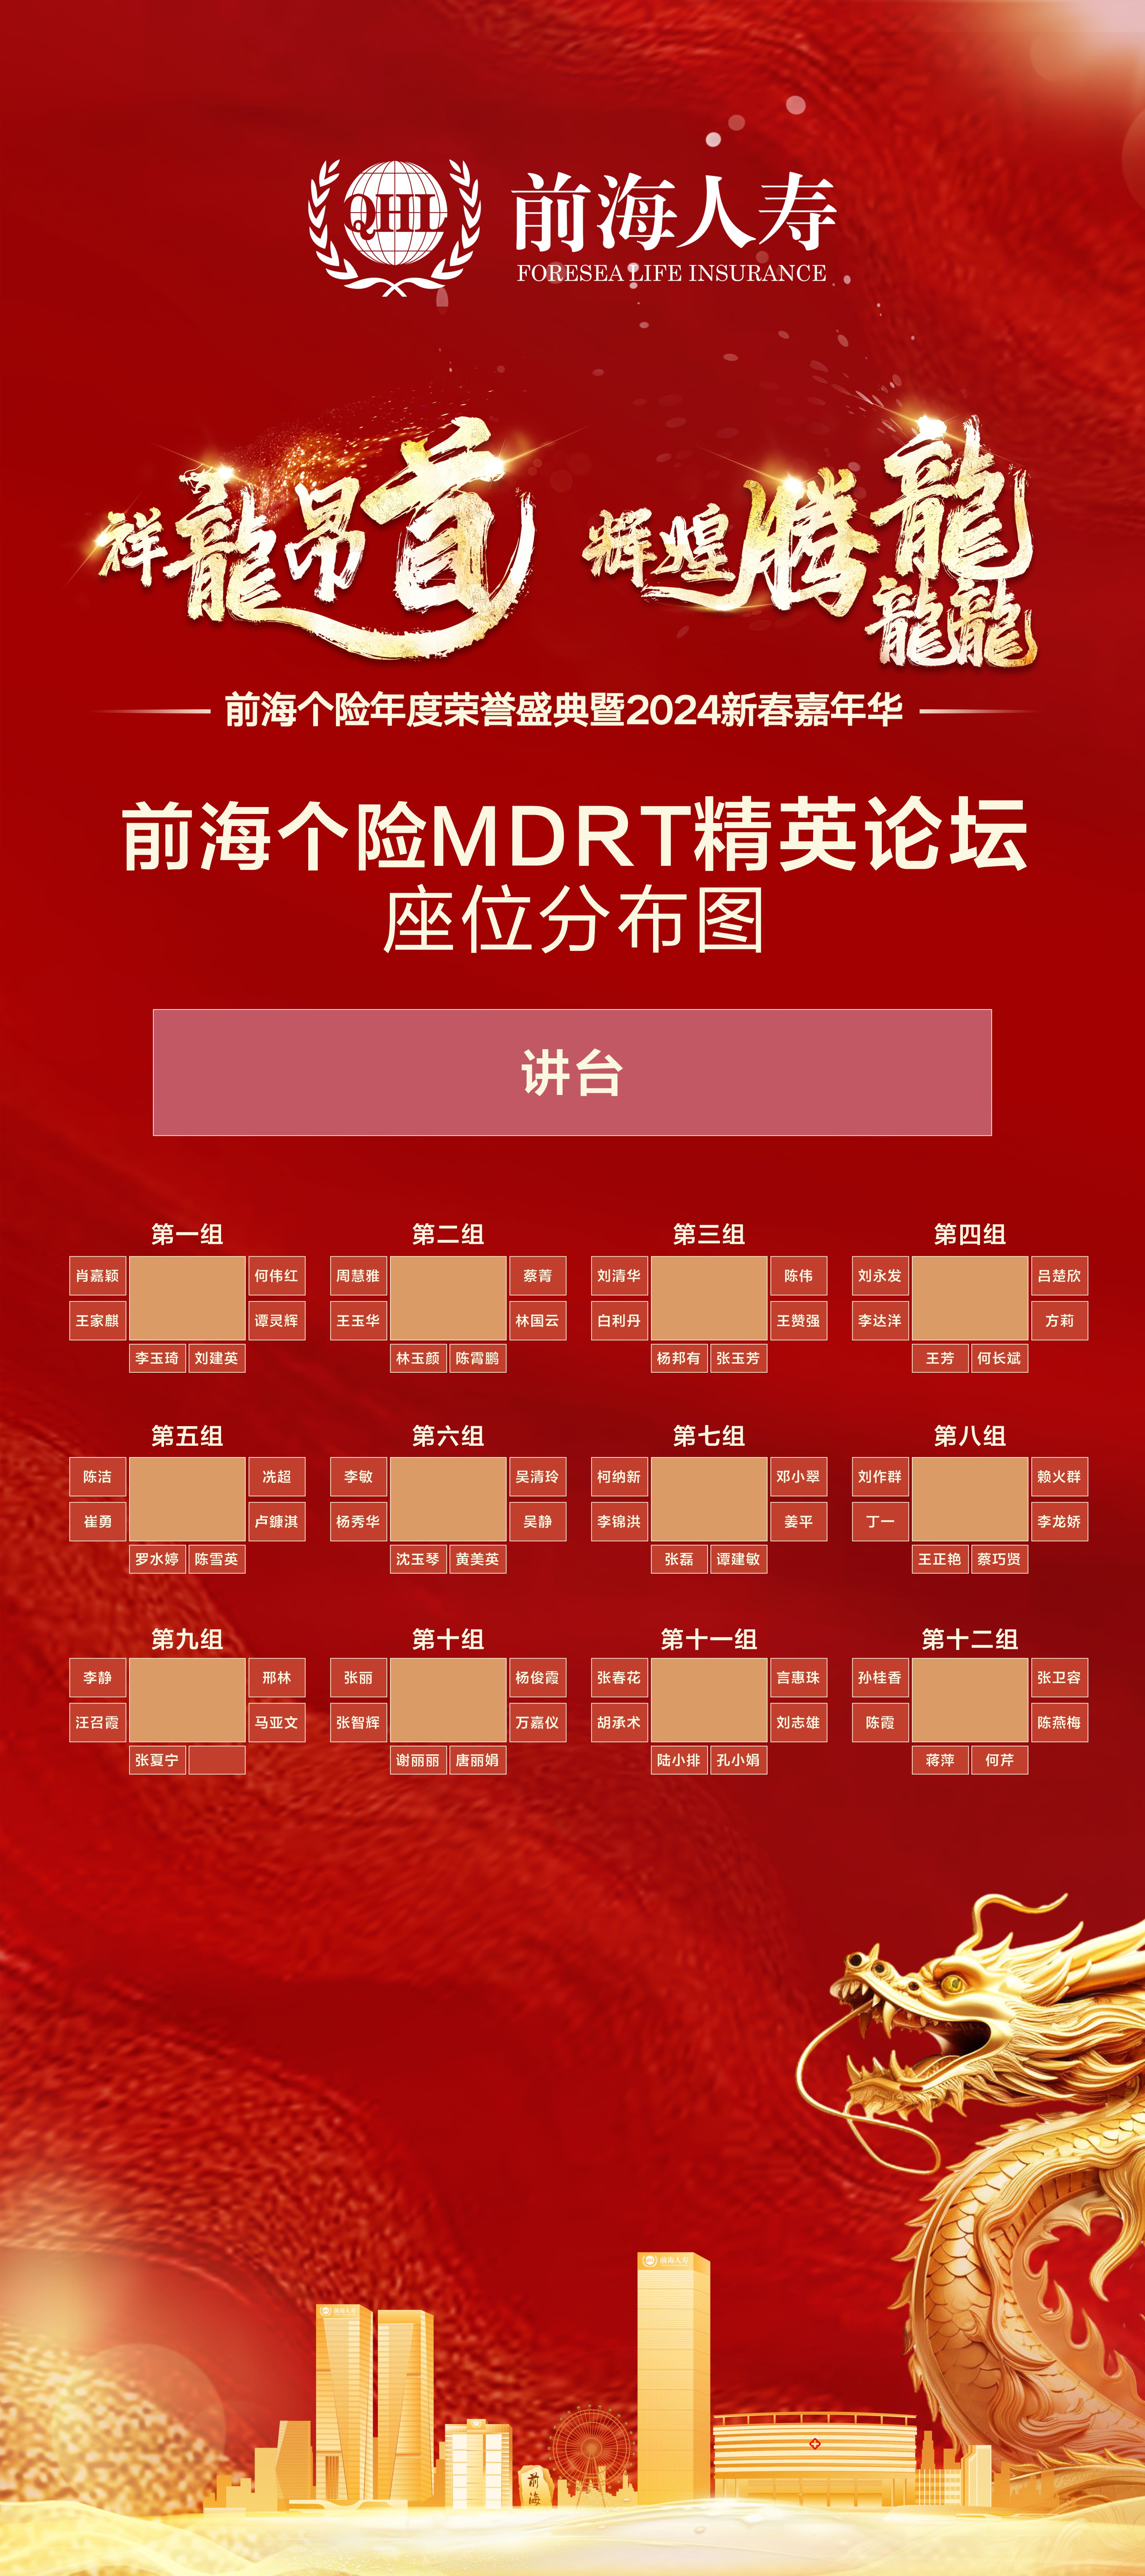 QHL
前海人寿
FORESEA LIFE INSURANCE
祥龍昂首 辉煌腾龍
龍龍
前海个险年度荣誉盛典暨2024新春嘉年华
前海个险MDRT精英论坛
座位分布图
讲台
第一组 第二组 第三组 第四组
肖嘉颖 何伟红 周慧雅 蔡菁 刘清华 陈伟 刘永发 吕楚欣
王家麒 谭灵辉 王玉华 林国云 白利丹 王赞强 李达洋 方莉
李玉琦 刘建英 林玉颜 陈霄鹏 杨邦有 张玉芳 王芳 何长斌
第五组 第六组 第七组 第八组
陈洁 冼超 李敏 吴清玲 柯纳新 邓小翠 刘作群 赖火群
崔勇 卢鐮淇 杨秀华 吴静 李锦洪 姜平 丁一 李龙娇
罗水婷 陈雪英 沈玉琴 黄美英 张磊 谭建敏 王正艳 蔡巧贤
第九组 第十组 第十一组 第十二组
李静 邢林 张丽 杨俊霞 张春花 言惠珠 孙桂香 张卫容
汪召霞 马亚文 张智辉 万嘉仪 胡承术 刘志雄 陈霞 陈燕梅
张夏宁 谢丽丽 唐丽娟 陆小排 孔小娟 蒋萍 何芹
前海人寿
前海人寿
前海